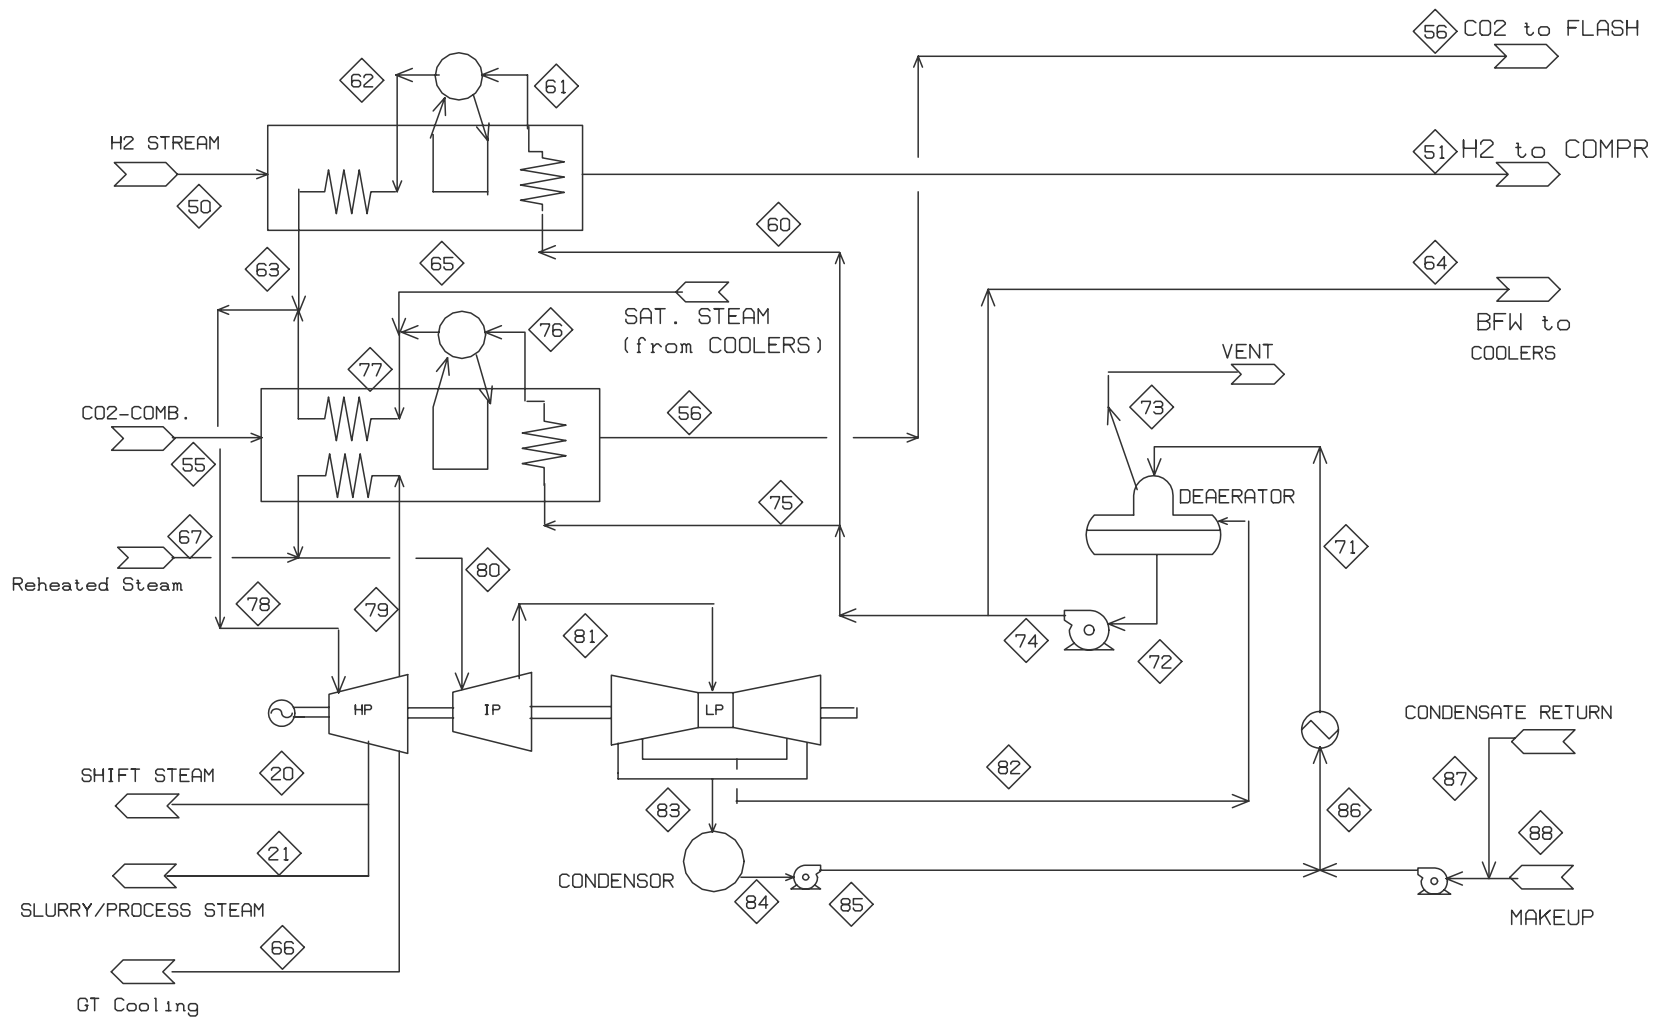 56 CO2 to FLASH
62
61
H2 STREAM
51 H2 to COMPR
50
60
63
65
64
SAT. STEAM
(from COOLERS)
76
BFW to
COOLERS
VENT
77
CO2-COMB.
56
73
55
75
DEAERATOR
67
71
Reheated Steam
80
78
79
81
74
72
HP
IP
LP
CONDENSATE RETURN
SHIFT STEAM
20
82
87
83
86
88
21
CONDENSOR
84
85
SLURRY/PROCESS STEAM
MAKEUP
66
GT Cooling